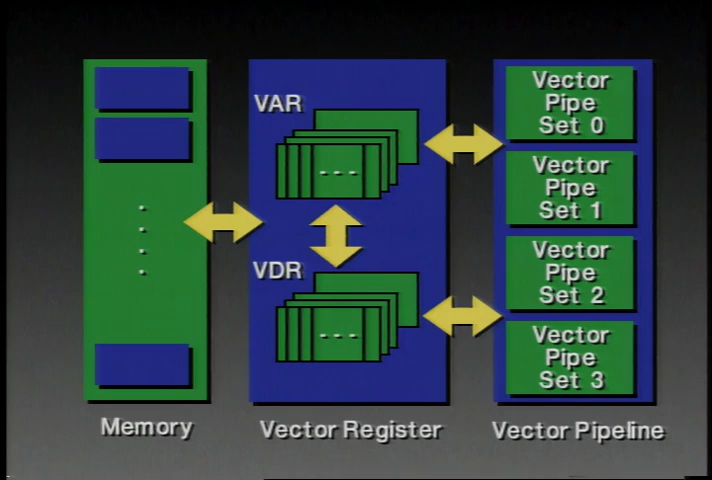 VAR
- - -
VDR
- - -
Vector
Pipe
Set 0
Vector
Pipe
Set 1
Vector
Pipe
Set 2
Vector
Pipe
Set 3
Memory
Vector Register
Vector Pipeline